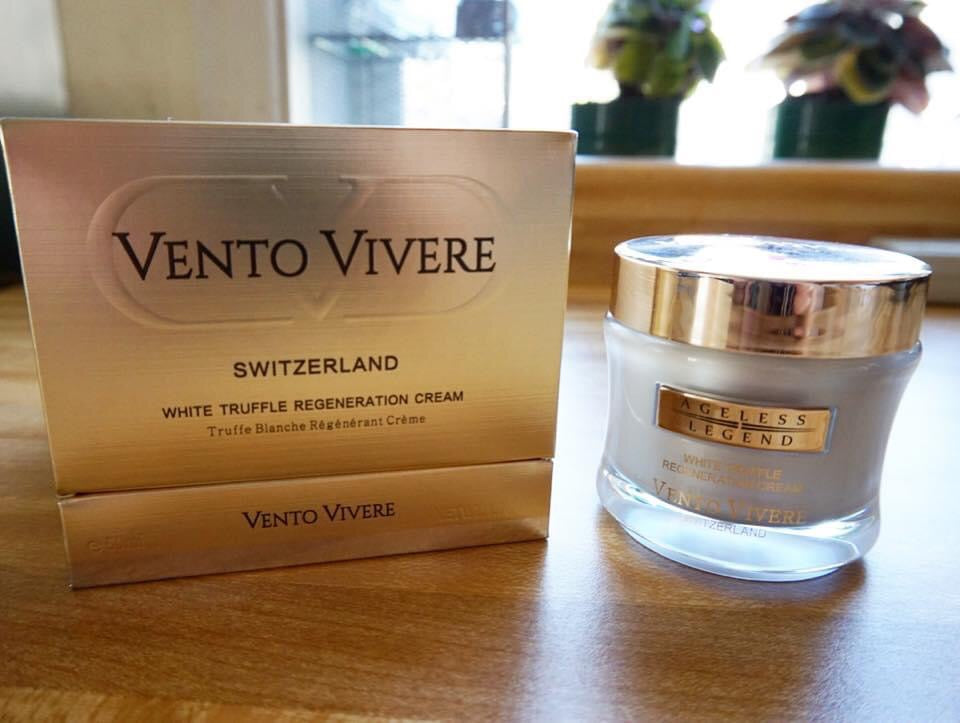 VENTO VIVERE
SWITZERLAND
WHITE TRUFFLE REGENERATION CREAM
Truffe Blanche Régénérant Crème
VENTO VIVERE
AGELESS
LEGEND
WHITE TRUFFLE
REGENERATION CREAM
VENTO VIVERE
SWITZERLAND